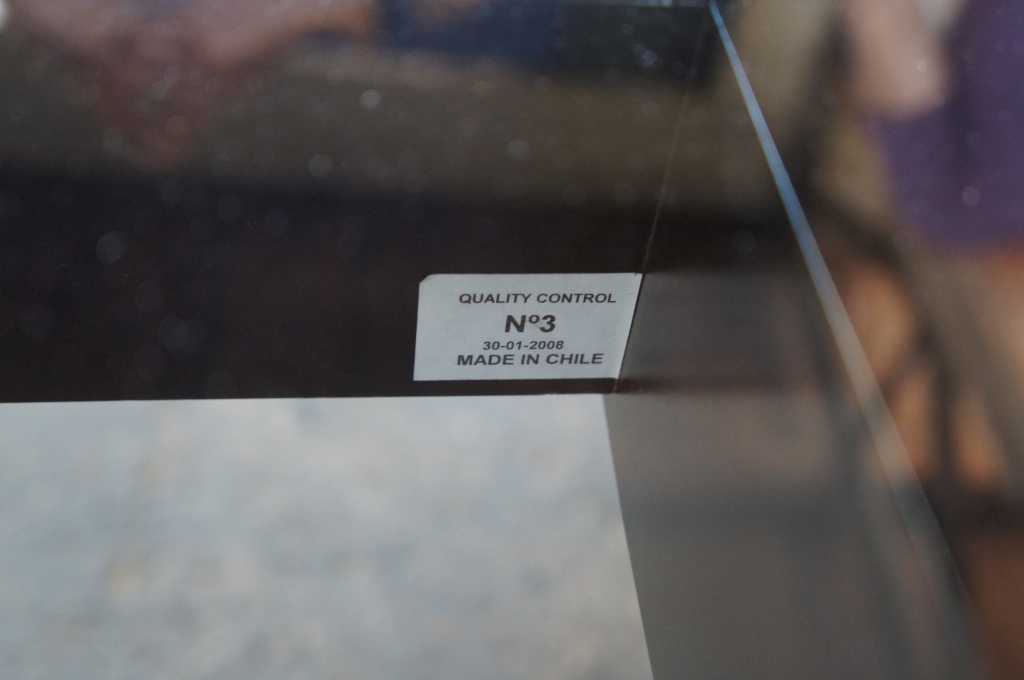 QUALITY CONTROL
Nº3
30-01-2008
MADE IN CHILE